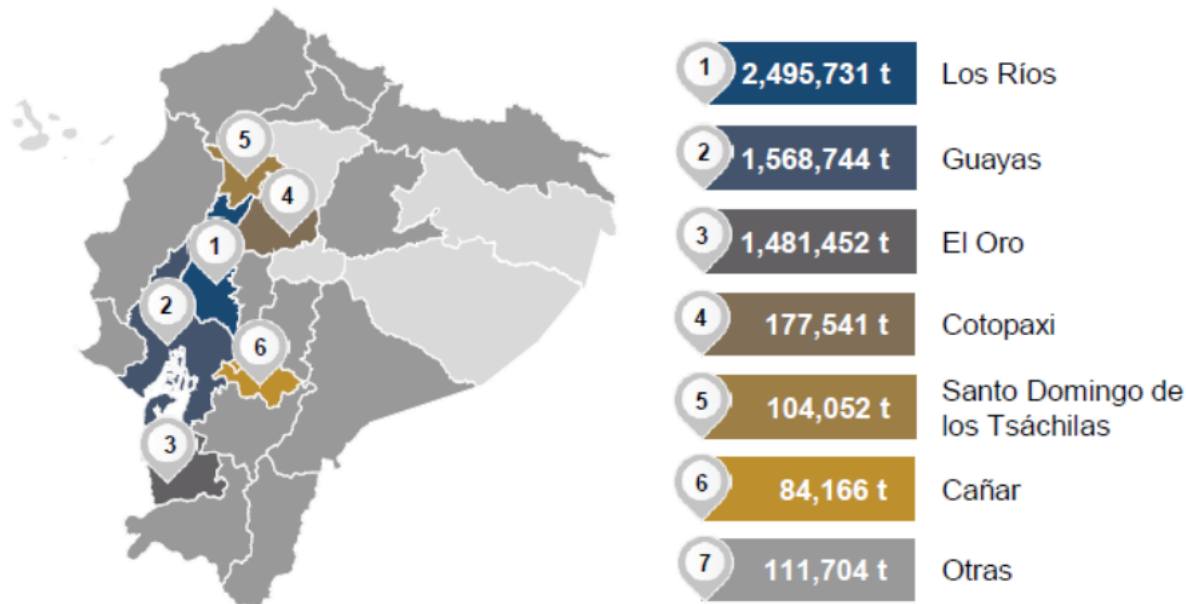 5
4
1
2
6
3
1 2,495,731 t Los Ríos
2 1,568,744 t Guayas
3 1,481,452 t El Oro
4 177,541 t Cotopaxi
5 104,052 t Santo Domingo de
los Tsáchilas
6 84,166 t Cañar
7 111,704 t Otras